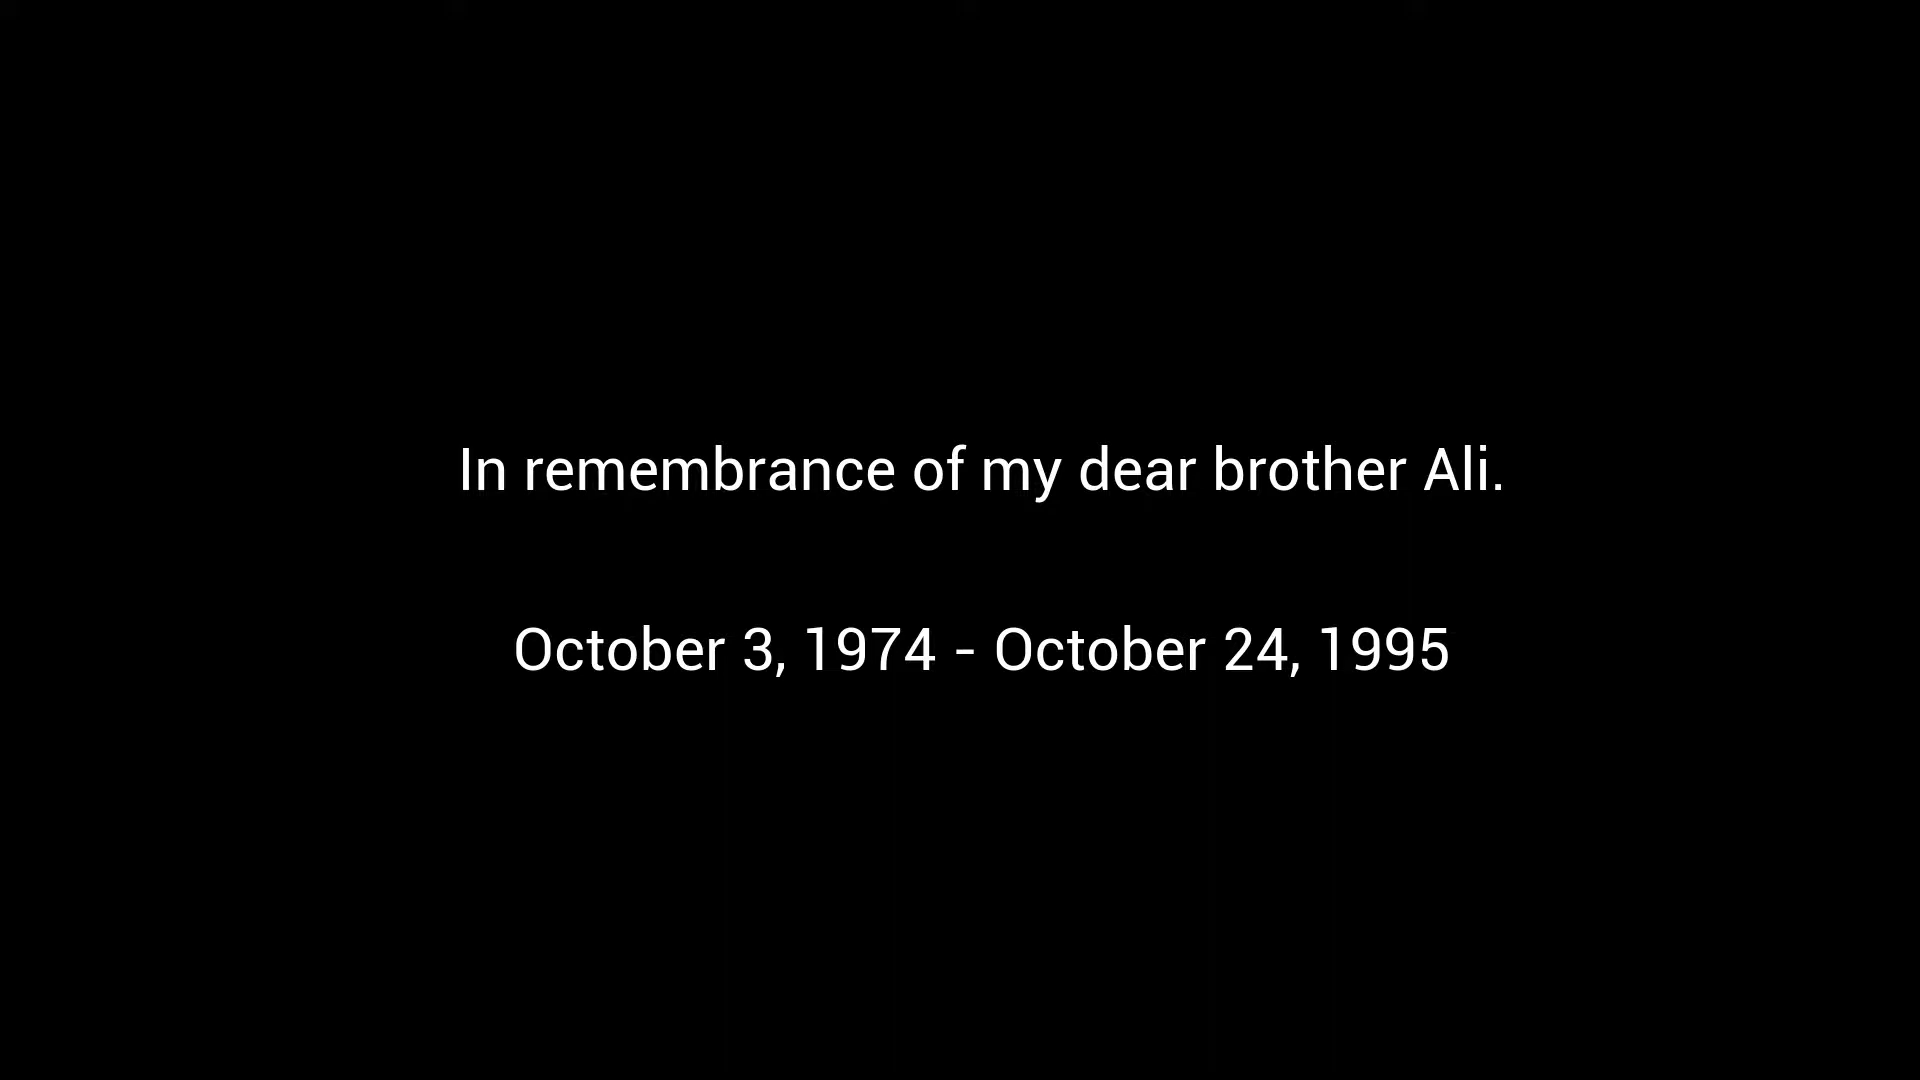 In remembrance of my dear brother Ali.
October 3, 1974 - October 24, 1995